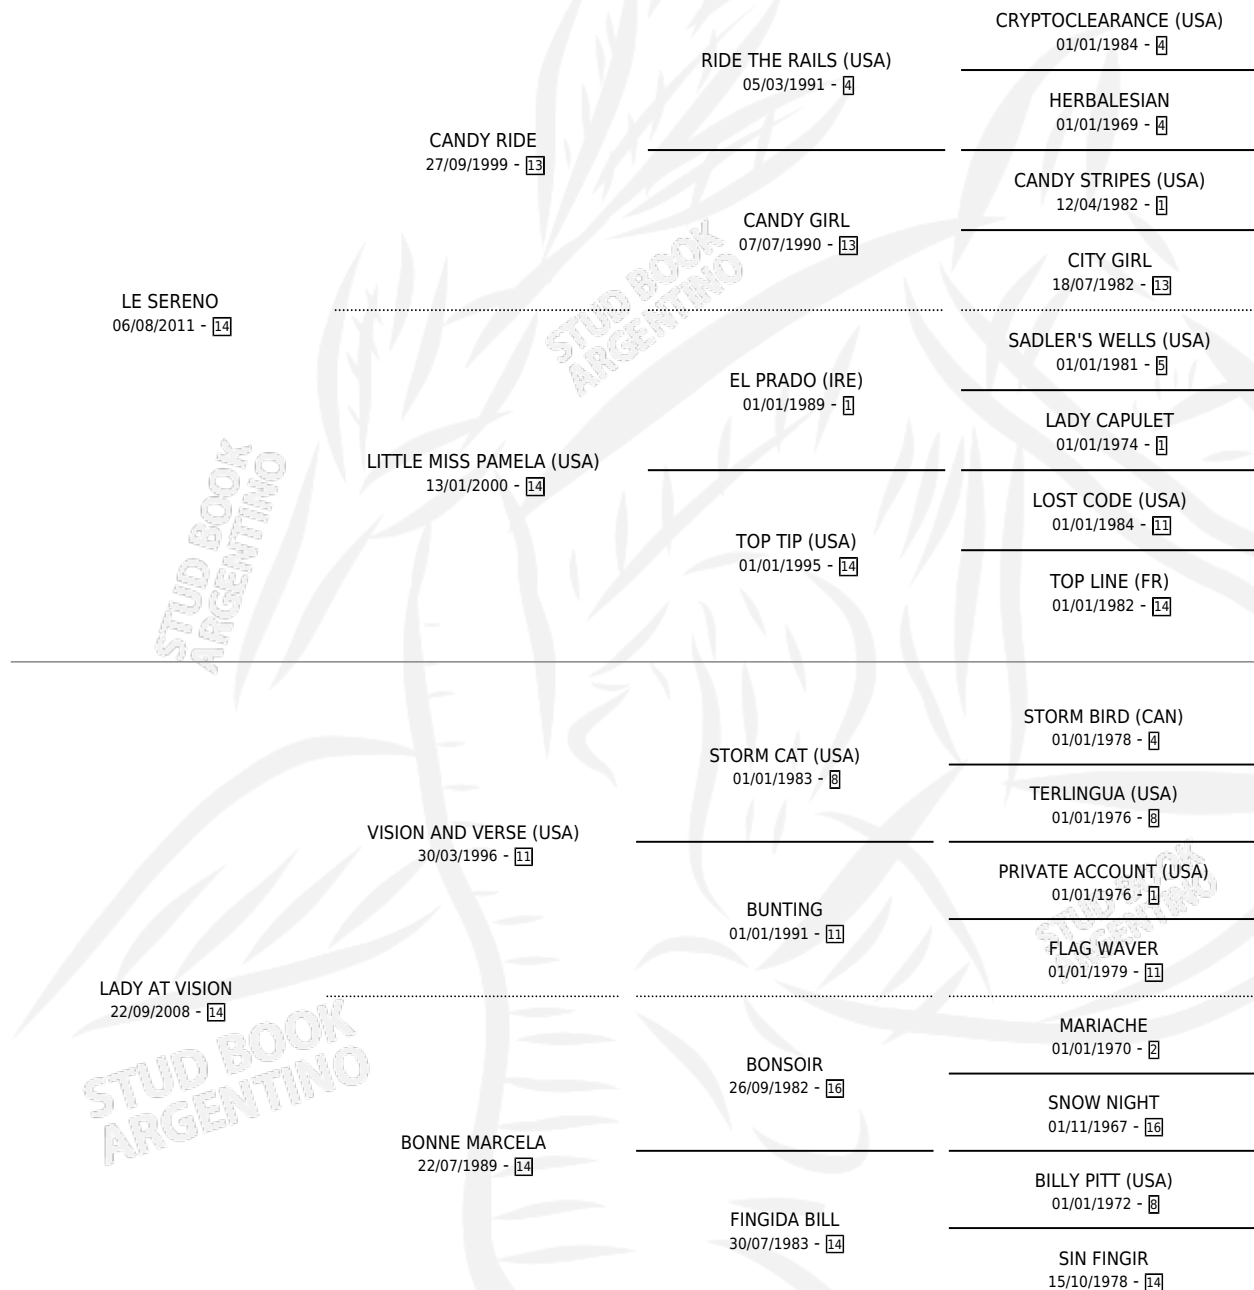 CRYPTOCLEARANCE (USA)
01/01/1984 - 4
RIDE THE RAILS (USA)
05/03/1991 - 4
HERBALESIAN
01/01/1969 - 4
CANDY RIDE
27/09/1999 - 13
CANDY STRIPES (USA)
12/04/1982 - 1
CANDY GIRL
07/07/1990 - 13
CITY GIRL
18/07/1982 - 13
LE SERENO
06/08/2011 - 14
STUD BOOK
ARGENTINO
SADLER'S WELLS (USA)
01/01/1981 - 5
EL PRADO (IRE)
01/01/1989 - 1
LADY CAPULET
01/01/1974 - 1
LITTLE MISS PAMELA (USA)
13/01/2000 - 14
LOST CODE (USA)
01/01/1984 - 11
TOP TIP (USA)
01/01/1995 - 14
TOP LINE (FR)
01/01/1982 - 14
STUD BOOK
ARGENTINO
STORM BIRD (CAN)
01/01/1978 - 4
STORM CAT (USA)
01/01/1983 - 8
TERLINGUA (USA)
01/01/1976 - 8
VISION AND VERSE (USA)
30/03/1996 - 11
PRIVATE ACCOUNT (USA)
01/01/1976 - 1
BUNTING
01/01/1991 - 11
STUD BOOK
ARGENTINO
FLAG WAVER
01/01/1979 - 11
LADY AT VISION
22/09/2008 - 14
STUD BOOK
ARGENTINO
MARIACHE
01/01/1970 - 2
BONSOIR
26/09/1982 - 16
SNOW NIGHT
01/11/1967 - 16
BONNE MARCELA
22/07/1989 - 14
BILLY PITT (USA)
01/01/1972 - 8
FINGIDA BILL
30/07/1983 - 14
SIN FINGIR
15/10/1978 - 14